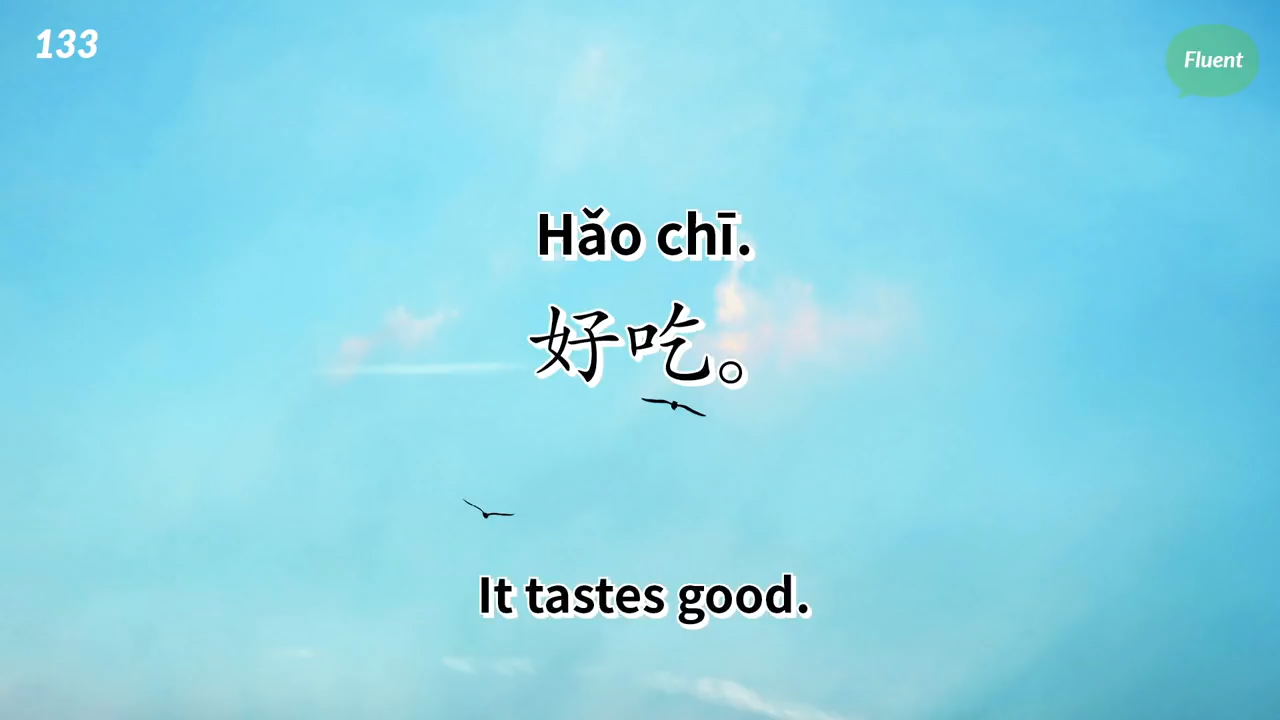 133
Fluent
Hǎo chī.
好吃。
It tastes good.